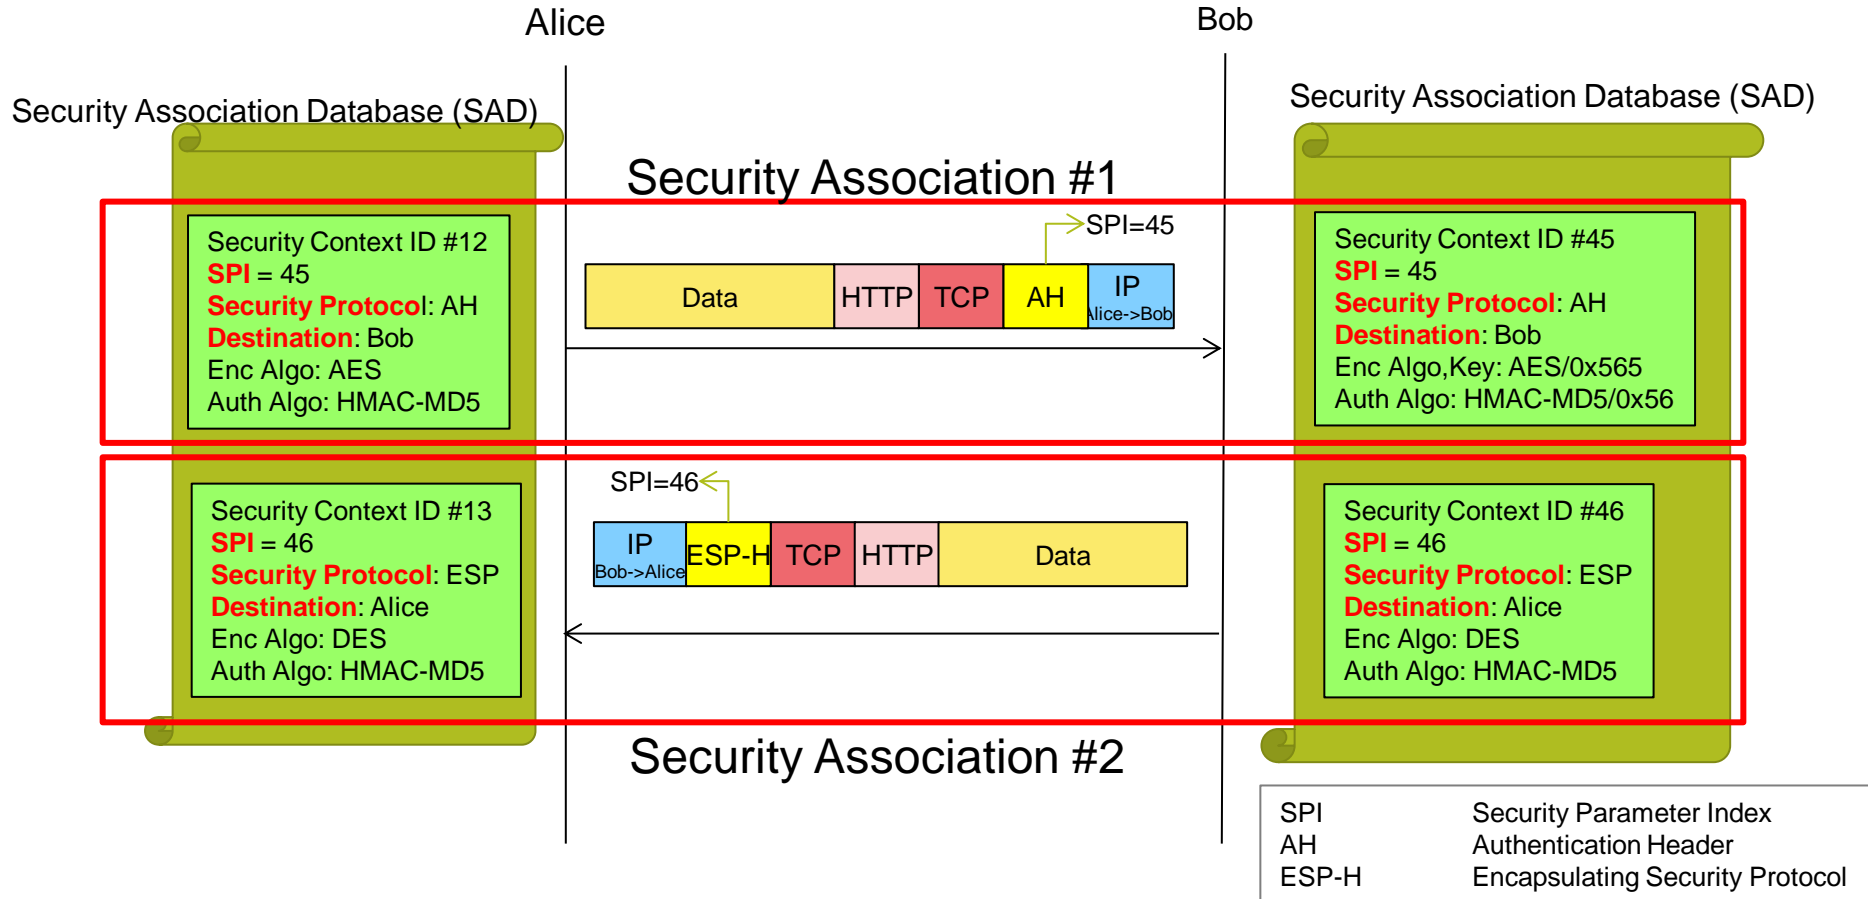 Alice
Bob
Security Association Database (SAD)
Security Association Database (SAD)
Security Association #1
Security Context ID #12
SPI = 45
Security Protocol: AH
Destination: Bob
Enc Algo: AES
Auth Algo: HMAC-MD5
SPI=45
Data
HTTP
TCP
AH
IP
Alice->Bob
Security Context ID #45
SPI = 45
Security Protocol: AH
Destination: Bob
Enc Algo,Key: AES/0x565
Auth Algo: HMAC-MD5/0x56
Security Context ID #13
SPI = 46
Security Protocol: ESP
Destination: Alice
Enc Algo: DES
Auth Algo: HMAC-MD5
SPI=46
IP
Bob->Alice
ESP-H
TCP
HTTP
Data
Security Context ID #46
SPI = 46
Security Protocol: ESP
Destination: Alice
Enc Algo: DES
Auth Algo: HMAC-MD5
Security Association #2
SPI Security Parameter Index
AH Authentication Header
ESP-H Encapsulating Security Protocol